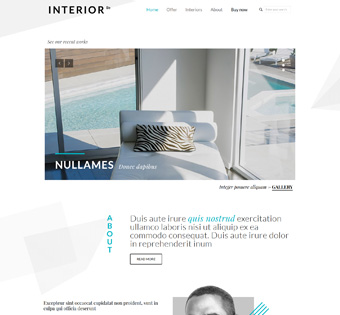 INTERIOR
Home Offer Interiors About Buy now
See our recent works
NULLAMES Donec dapibus
Integer posuere aliquam — GALLERY
ABOUT
Duis aute irure quis nostrud exercitation
ullamco laboris nisi ut aliquip ex ea
commodo consequat. Duis aute irure dolor
in reprehenderit inum
READ MORE
Excepteur sint occaecat cupidatat non proident, sunt in
culpa qui officia deserunt